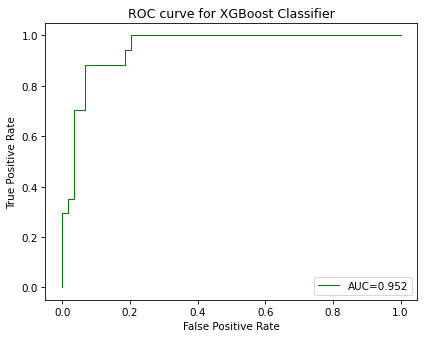 ROC curve for XGBoost Classifier
1.0
0.8
0.6
0.4
0.2
0.0
True Positive Rate
AUC=0.952
0.0 0.2 0.4 0.6 0.8 1.0
False Positive Rate